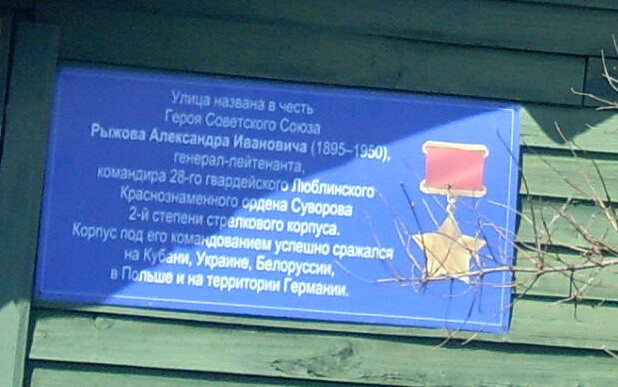 Улица названа в честь
Героя Советского Союза
Рыжова Александра Ивановича (1895–1950),
генерал-лейтенанта,
командира 28-го гвардейского Люблинского
Краснознаменного ордена Суворова
2-й степени стралкового корпуса.
Корпус под его командованием успешно сражался
на Кубани, Украине, Белоруссии,
в Польше и на территории Германии.